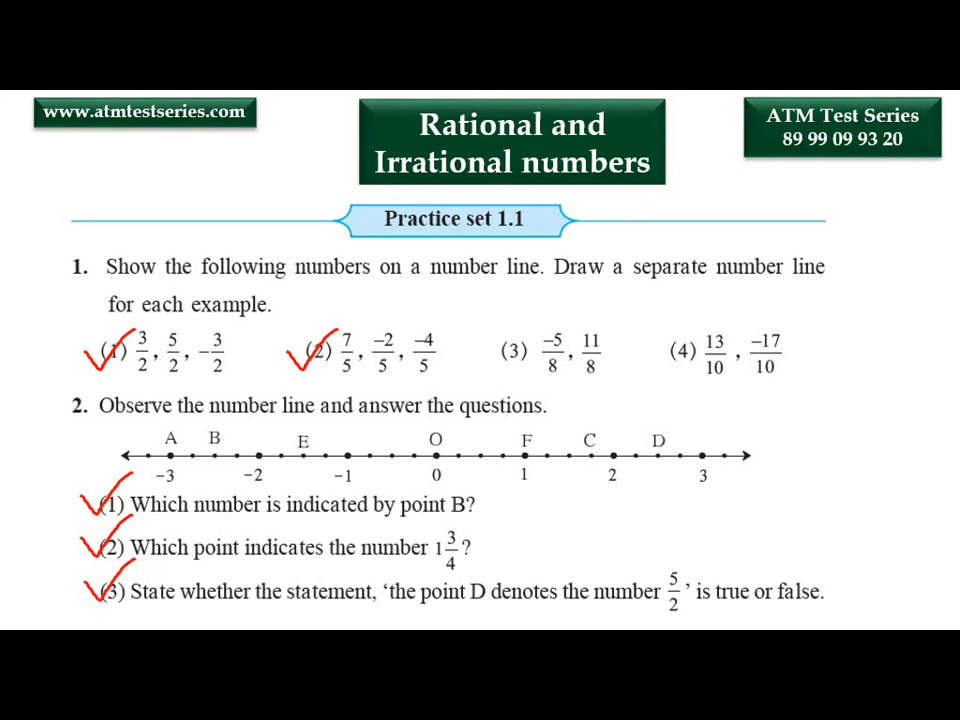 www.atmtestseries.com
Rational and
Irrational numbers
ATM Test Series
89 99 09 93 20
Practice set 1.1
1. Show the following numbers on a number line. Draw a separate number line
for each example.
(1) 3/2, 5/2, -3/2 (2) 7/5, -2/5, -4/5 (3) -5/8, 11/8 (4) 13/10, -17/10
2. Observe the number line and answer the questions.
A B E O F C D
-3 -2 -1 0 1 2 3
(1) Which number is indicated by point B?
(2) Which point indicates the number 1 3/4?
(3) State whether the statement, ‘the point D denotes the number 5/2’ is true or false.